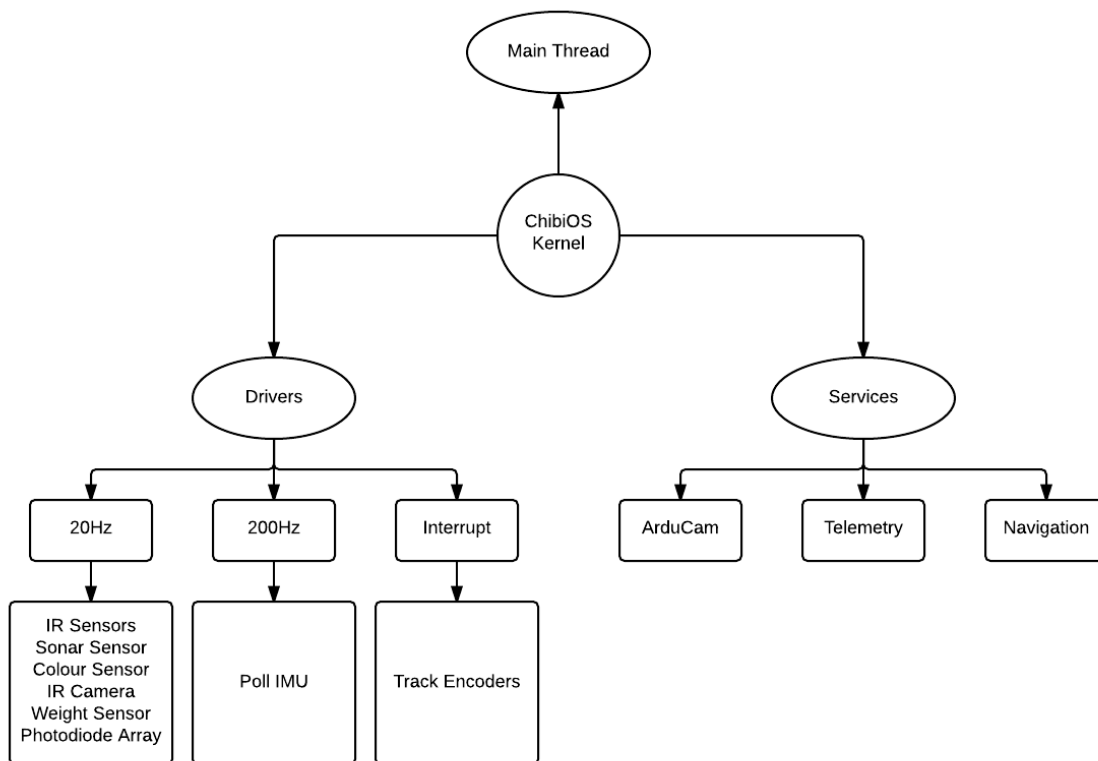 Main Thread
ChibiOS
Kernel
Drivers
Services
20Hz
200Hz
Interrupt
ArduCam
Telemetry
Navigation
IR Sensors
Sonar Sensor
Colour Sensor
IR Camera
Weight Sensor
Photodiode Array
Poll IMU
Track Encoders